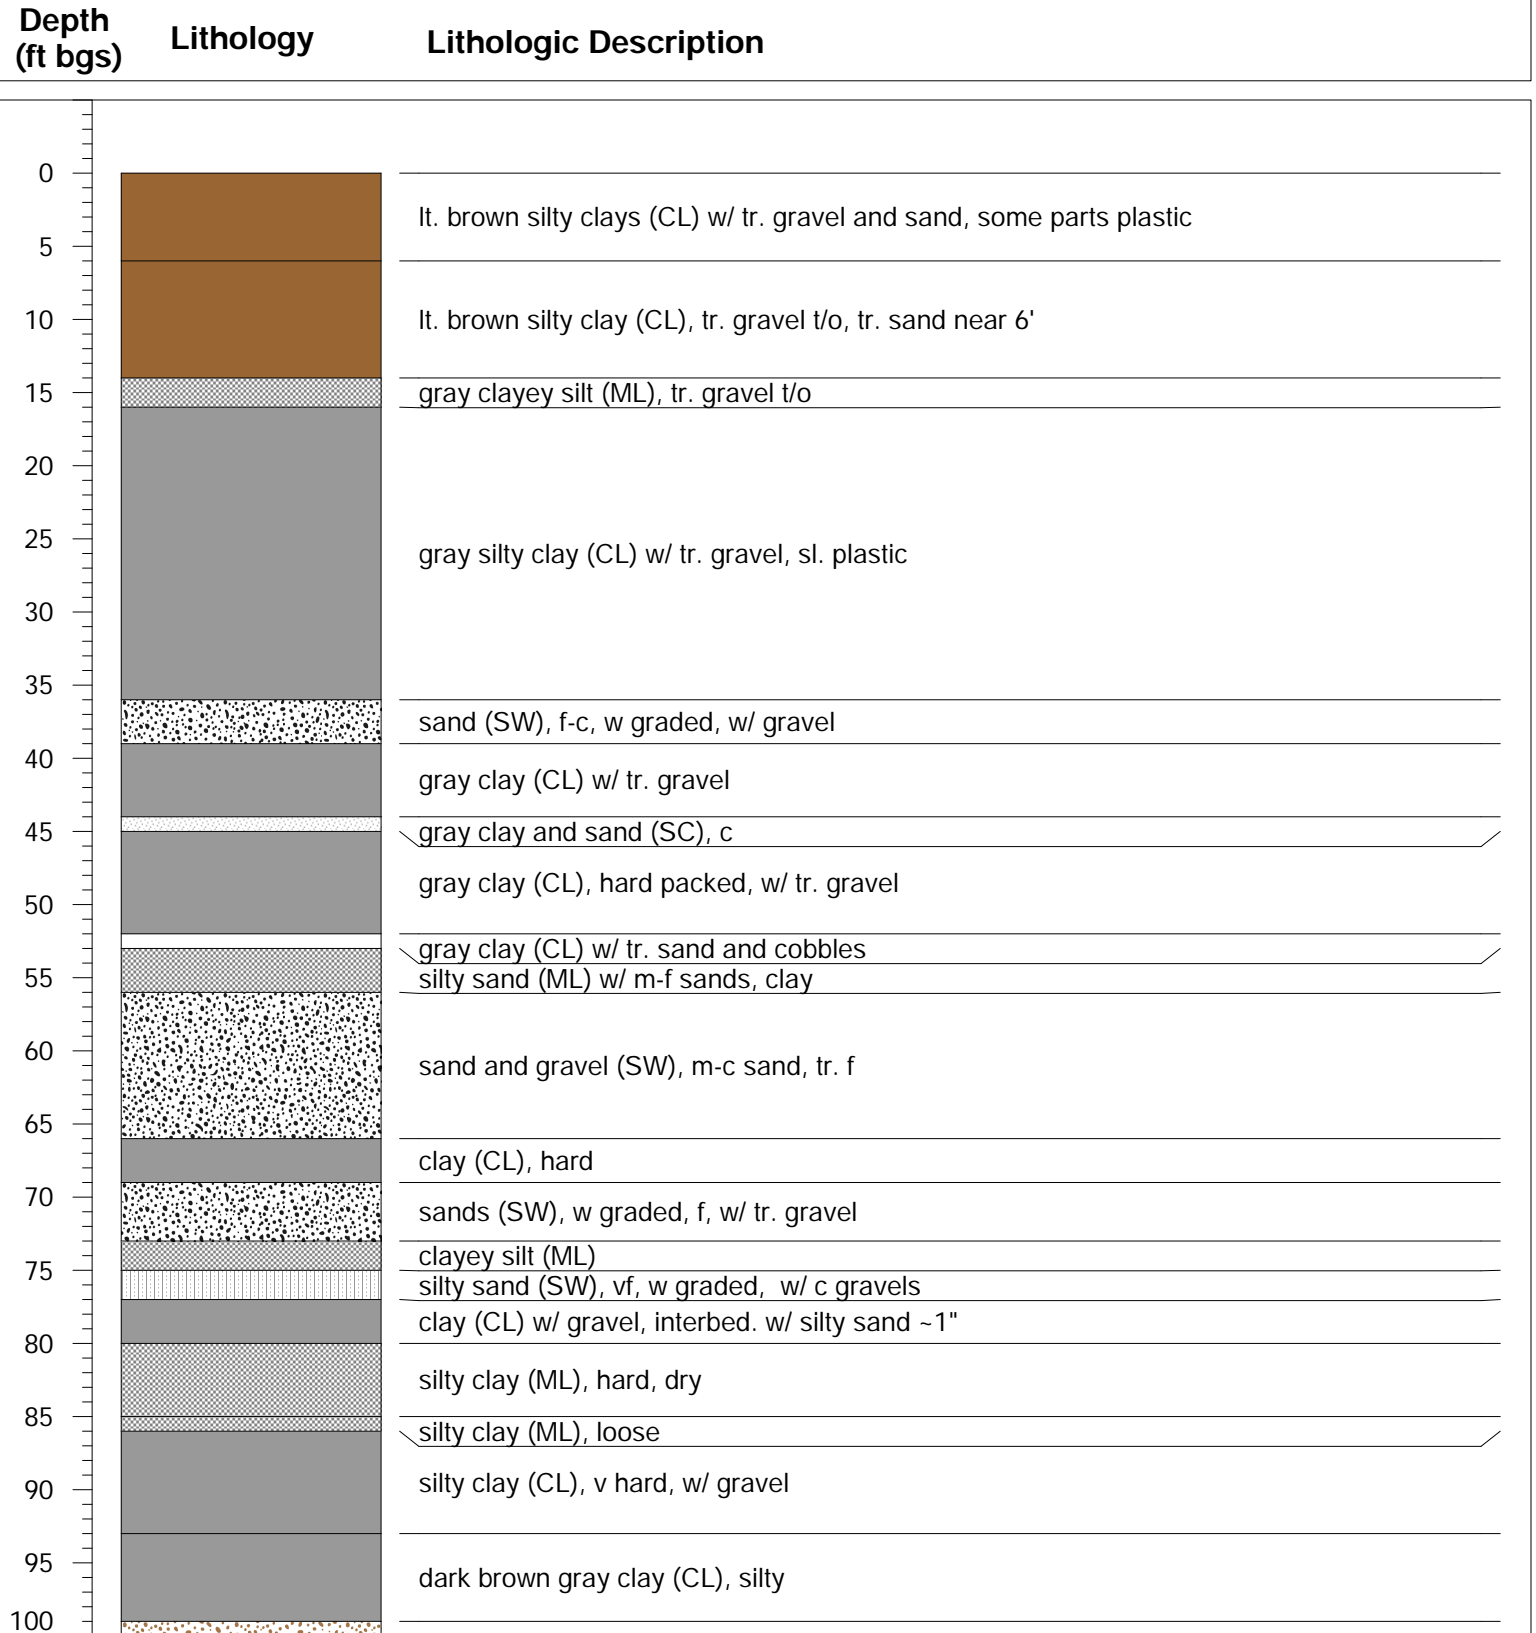 Depth
(ft bgs)
Lithology
Lithologic Description
0
lt. brown silty clays (CL) w/ tr. gravel and sand, some parts plastic
5
10
lt. brown silty clay (CL), tr. gravel t/o, tr. sand near 6'
15
gray clayey silt (ML), tr. gravel t/o
20
25
gray silty clay (CL) w/ tr. gravel, sl. plastic
30
35
sand (SW), f-c, w graded, w/ gravel
40
gray clay (CL) w/ tr. gravel
45
gray clay and sand (SC), c
gray clay (CL), hard packed, w/ tr. gravel
50
gray clay (CL) w/ tr. sand and cobbles
55
silty sand (ML) w/ m-f sands, clay
60
sand and gravel (SW), m-c sand, tr. f
65
clay (CL), hard
70
sands (SW), w graded, f, w/ tr. gravel
clayey silt (ML)
75
silty sand (SW), vf, w graded,  w/ c gravels
clay (CL) w/ gravel, interbed. w/ silty sand ~1"
80
silty clay (ML), hard, dry
85
silty clay (ML), loose
silty clay (CL), v hard, w/ gravel
90
95
dark brown gray clay (CL), silty
100